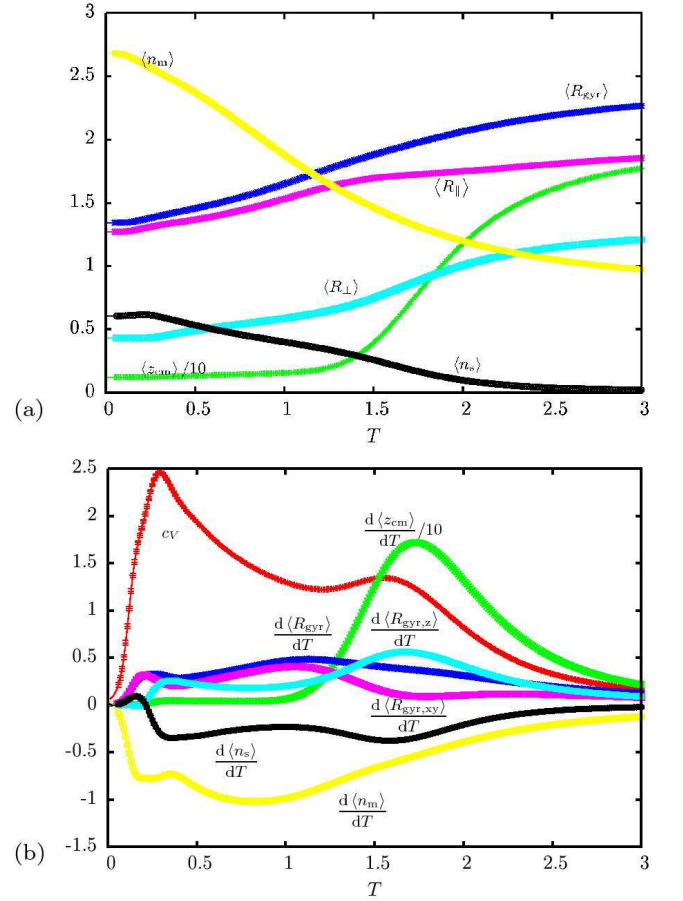 3
⟨n_m⟩
2.5
⟨R_gyr⟩
2
1.5
⟨R_∥⟩
1
⟨R_⊥⟩
0.5
⟨z_cm⟩/10
⟨n_s⟩
0
(a)
0.5 1 1.5 2 2.5 3
T
2.5
2
c_V
d⟨z_cm⟩/dT /10
1.5
1
d⟨R_gyr⟩/dT
d⟨R_gyr,z⟩/dT
0.5
0
d⟨R_gyr,xy⟩/dT
-0.5
d⟨n_s⟩/dT
-1
d⟨n_m⟩/dT
-1.5
(b)
0 0.5 1 1.5 2 2.5 3
T